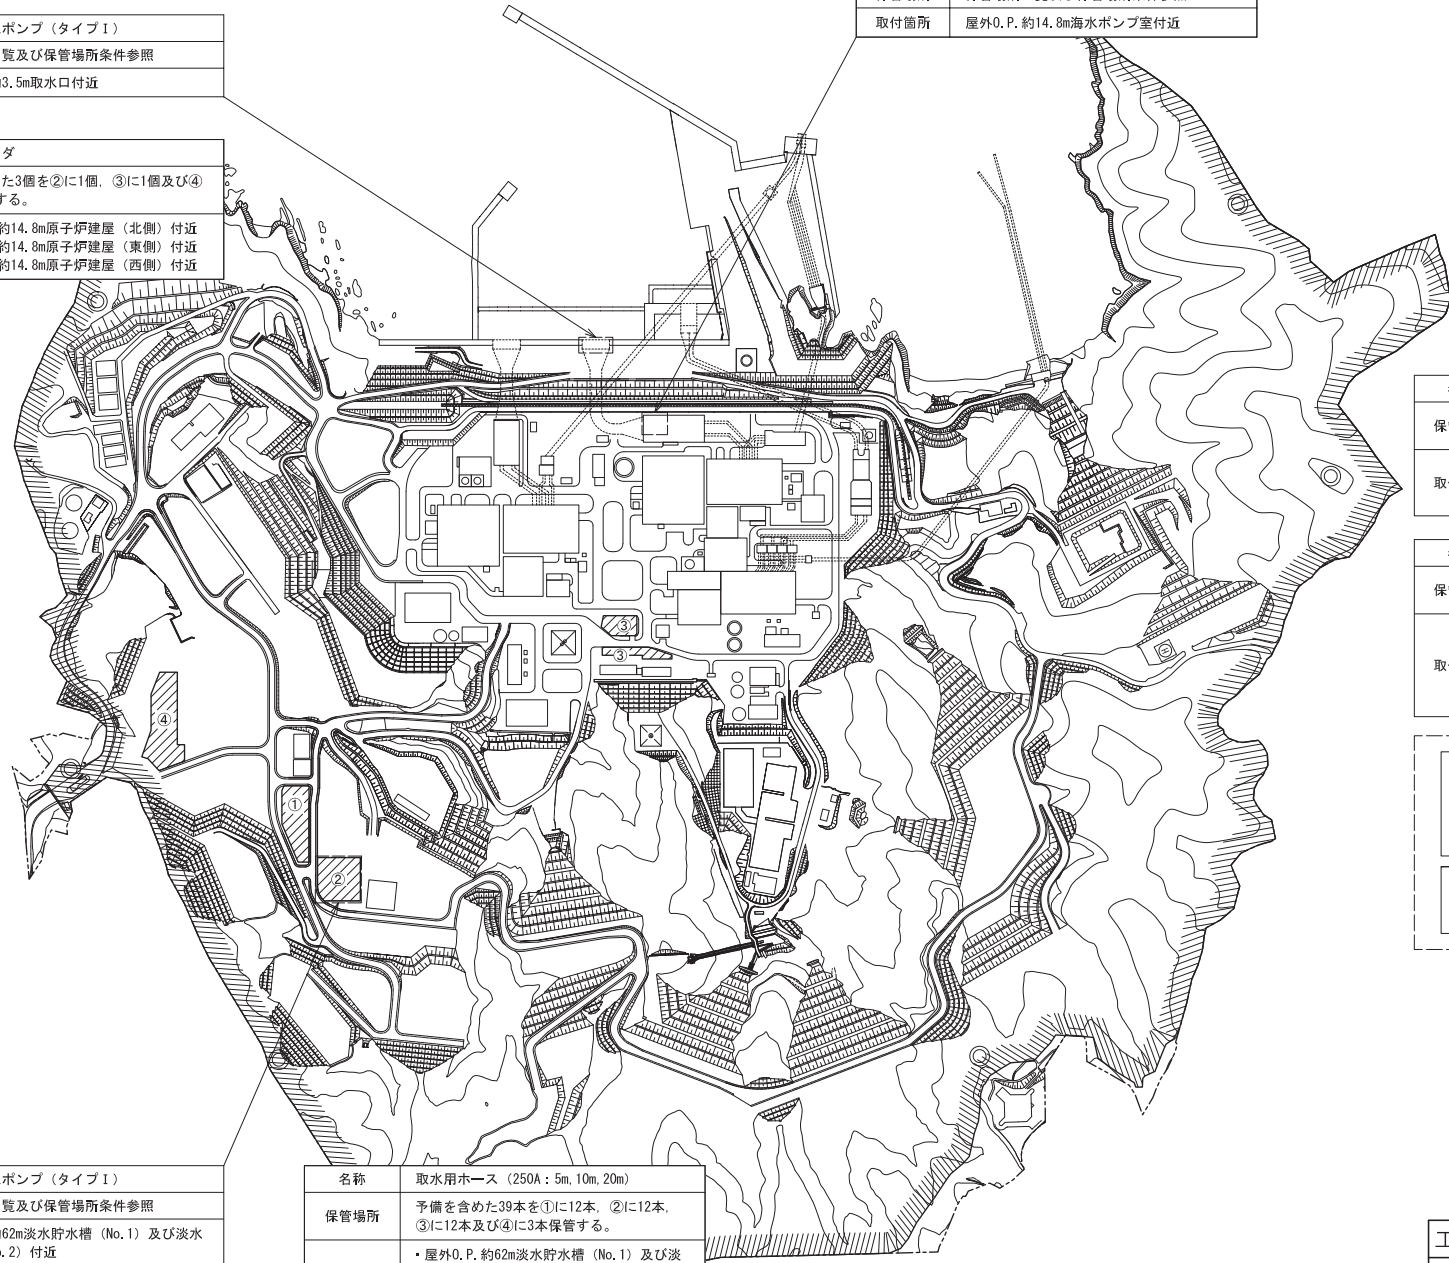 ポンプ（タイプⅠ）
覧及び保管場所条件参照
3.5m取水口付近
取付箇所
屋外O.P.約14.8m海水ポンプ室付近
ダ
た3個を②に1個，③に1個及び④
する。
約14.8m原子炉建屋（北側）付近
約14.8m原子炉建屋（東側）付近
約14.8m原子炉建屋（西側）付近
保
取
保
取
③
③
④
①
②
ポンプ（タイプⅠ）
覧及び保管場所条件参照
62m淡水貯水槽（No.1）及び淡水
.2）付近
名称
取水用ホース（250A：5m,10m,20m）
保管場所
予備を含めた39本を①に12本，②に12本，
③に12本及び④に3本保管する。
・屋外O.P.約62m淡水貯水槽（No.1）及び淡
工